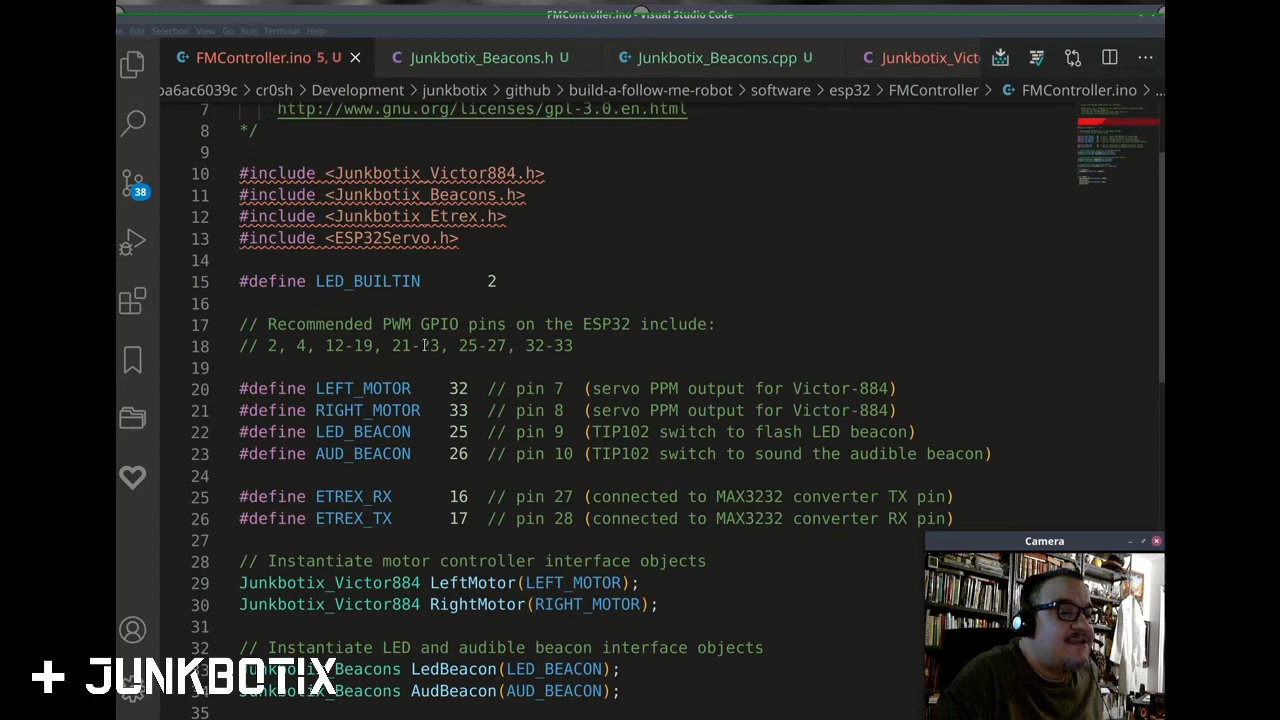 FMController.ino - Visual Studio Code
Edit Selection View Go Run Terminal Help
FMController.ino 5, U
Junkbotix_Beacons.h U
Junkbotix_Beacons.cpp U
Junkbotix_Vict
ba6ac6039c > cr0sh > Development > junkbotix > github > build-a-follow-me-robot > software > esp32 > FMController > FMController.ino > ...
7 http://www.gnu.org/licenses/gpl-3.0.en.html
8 */
9
10 #include <Junkbotix_Victor884.h>
11 #include <Junkbotix_Beacons.h>
12 #include <Junkbotix_Etrex.h>
13 #include <ESP32Servo.h>
14
15 #define LED_BUILTIN 2
16
17 // Recommended PWM GPIO pins on the ESP32 include:
18 // 2, 4, 12-19, 21-23, 25-27, 32-33
19
20 #define LEFT_MOTOR 32 // pin 7 (servo PPM output for Victor-884)
21 #define RIGHT_MOTOR 33 // pin 8 (servo PPM output for Victor-884)
22 #define LED_BEACON 25 // pin 9 (TIP102 switch to flash LED beacon)
23 #define AUD_BEACON 26 // pin 10 (TIP102 switch to sound the audible beacon)
24
25 #define ETREX_RX 16 // pin 27 (connected to MAX3232 converter TX pin)
26 #define ETREX_TX 17 // pin 28 (connected to MAX3232 converter RX pin)
27
28 // Instantiate motor controller interface objects
29 Junkbotix_Victor884 LeftMotor(LEFT_MOTOR);
30 Junkbotix_Victor884 RightMotor(RIGHT_MOTOR);
31
32 // Instantiate LED and audible beacon interface objects
Beacons LedBeacon(LED_BEACON);
Beacons AudBeacon(AUD_BEACON);
35
38
Camera
+ JUNKBOTIX